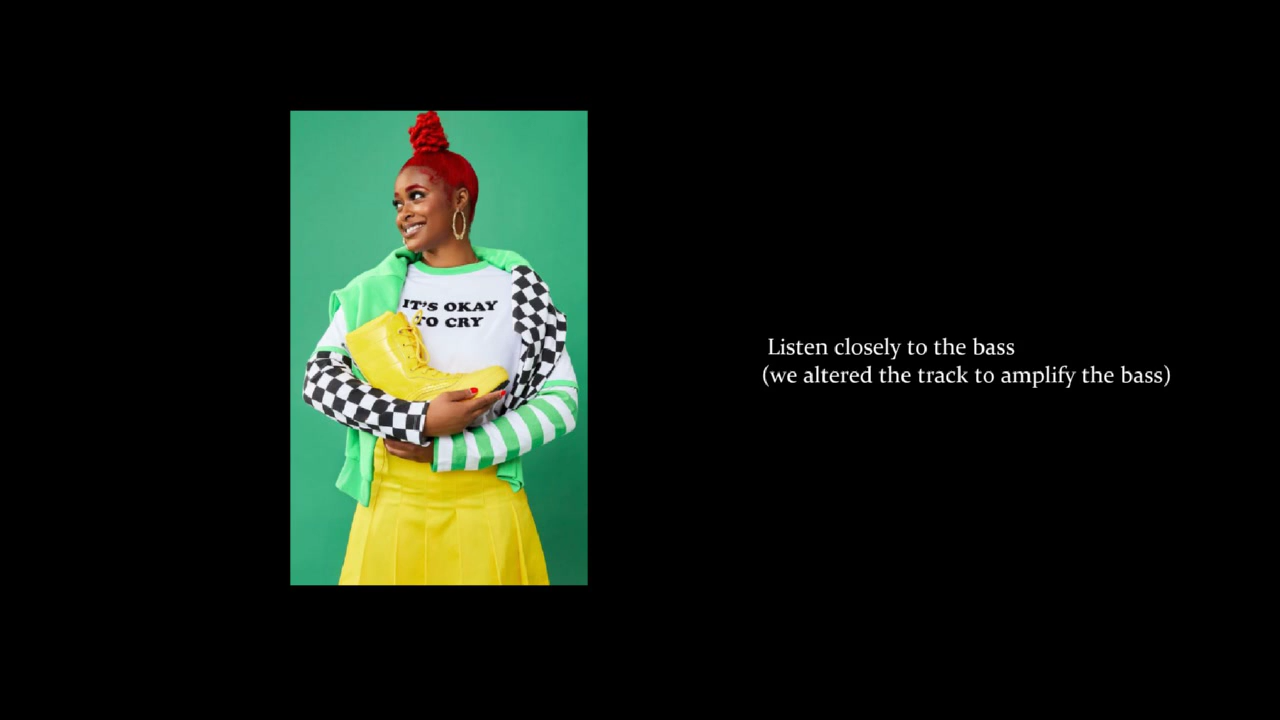 IT'S OKAY
TO CRY
Listen closely to the bass
(we altered the track to amplify the bass)